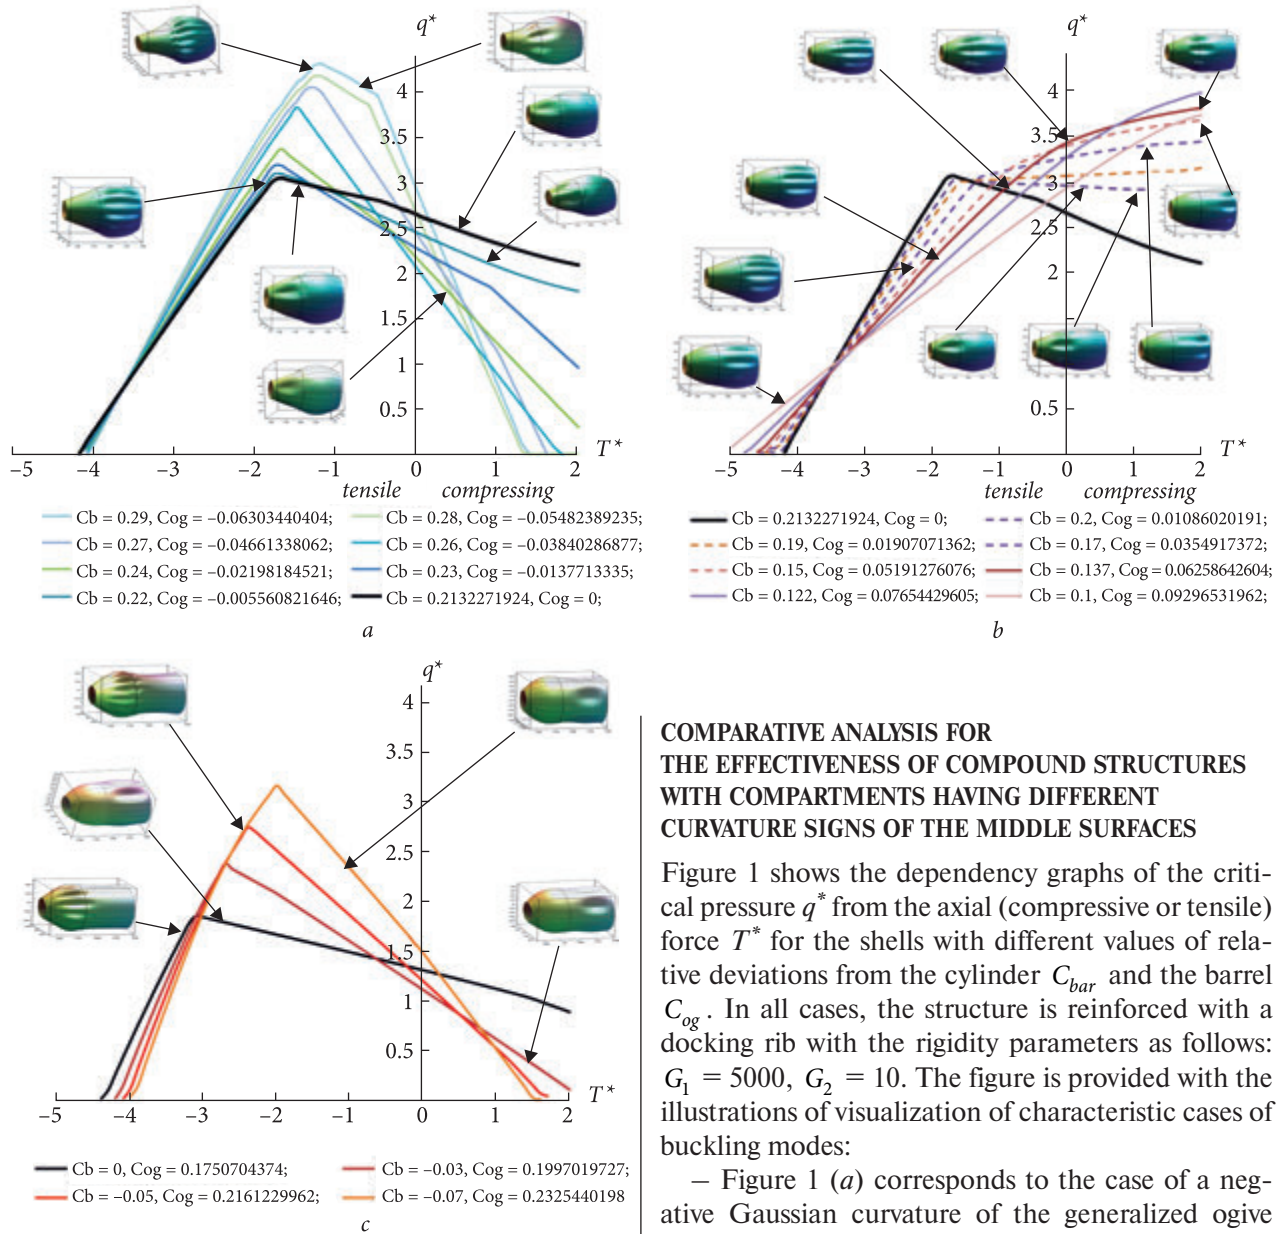 q*
4
3.5
3
2.5
2
1.5
1
0.5
–5 –4 –3 –2 –1 0 1 2 T*
tensile compressing
Cb = 0.29, Cog = –0.06303440404; Cb = 0.28, Cog = –0.05482389235;
Cb = 0.27, Cog = –0.04661338062; Cb = 0.26, Cog = –0.03840286877;
Cb = 0.24, Cog = –0.02198184521; Cb = 0.23, Cog = –0.0137713335;
Cb = 0.22, Cog = –0.005560821646; Cb = 0.2132271924, Cog = 0;
a
q*
4
3.5
3
2.5
2
0.5
–5 –4 –3 –2 –1 0 1 2 T*
tensile compressing
Cb = 0.2132271924, Cog = 0; Cb = 0.2, Cog = 0.01086020191;
Cb = 0.19, Cog = 0.01907071362; Cb = 0.17, Cog = 0.0354917372;
Cb = 0.15, Cog = 0.05191276076; Cb = 0.137, Cog = 0.06258642604;
Cb = 0.122, Cog = 0.07654429605; Cb = 0.1, Cog = 0.09296531962;
b
q*
4
3.5
3
2.5
2
1.5
1
0.5
–5 –4 –3 –2 –1 0 1 2 T*
Cb = 0, Cog = 0.1750704374; Cb = –0.03, Cog = 0.1997019727;
Cb = –0.05, Cog = 0.2161229962; Cb = –0.07, Cog = 0.2325440198
c
COMPARATIVE ANALYSIS FOR
THE EFFECTIVENESS OF COMPOUND STRUCTURES
WITH COMPARTMENTS HAVING DIFFERENT
CURVATURE SIGNS OF THE MIDDLE SURFACES
Figure 1 shows the dependency graphs of the criti-
cal pressure q* from the axial (compressive or tensile)
force T* for the shells with different values of rela-
tive deviations from the cylinder C_bar and the barrel
C_og. In all cases, the structure is reinforced with a
docking rib with the rigidity parameters as follows:
G_1 = 5000, G_2 = 10. The figure is provided with the
illustrations of visualization of characteristic cases of
buckling modes:
– Figure 1 (a) corresponds to the case of a neg-
ative Gaussian curvature of the generalized ogive